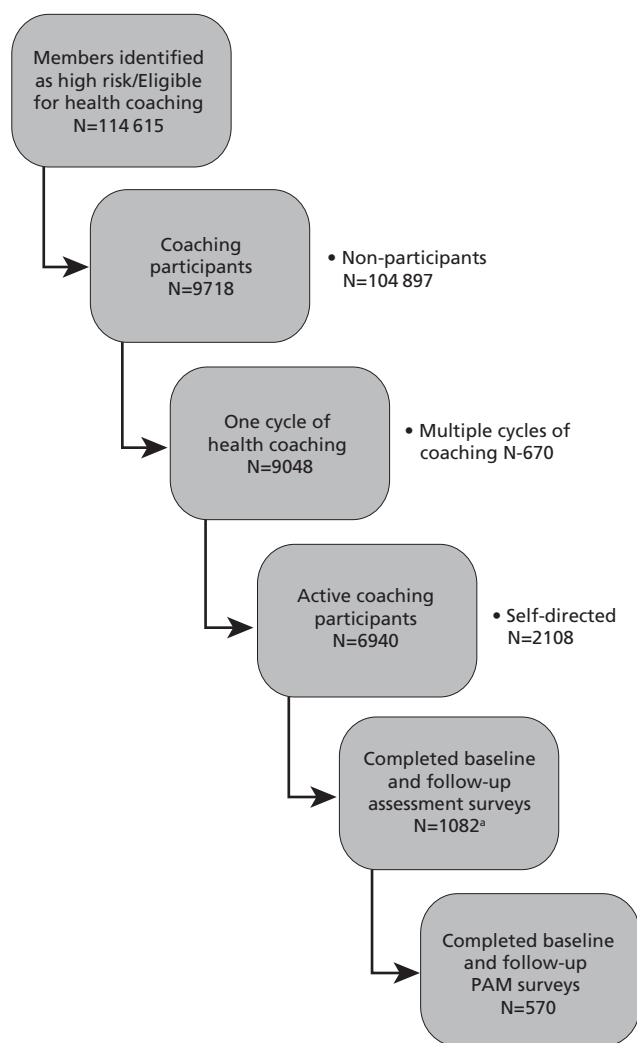 Members identified
as high risk/Eligible
for health coaching
N=114 615
Coaching
participants
N=9718
• Non-participants
N=104 897
One cycle of
health coaching
N=9048
• Multiple cycles of
coaching N-670
Active coaching
participants
N=6940
• Self-directed
N=2108
Completed baseline
and follow-up
assessment surveys
N=1082ᵃ
Completed baseline
and follow-up
PAM surveys
N=570